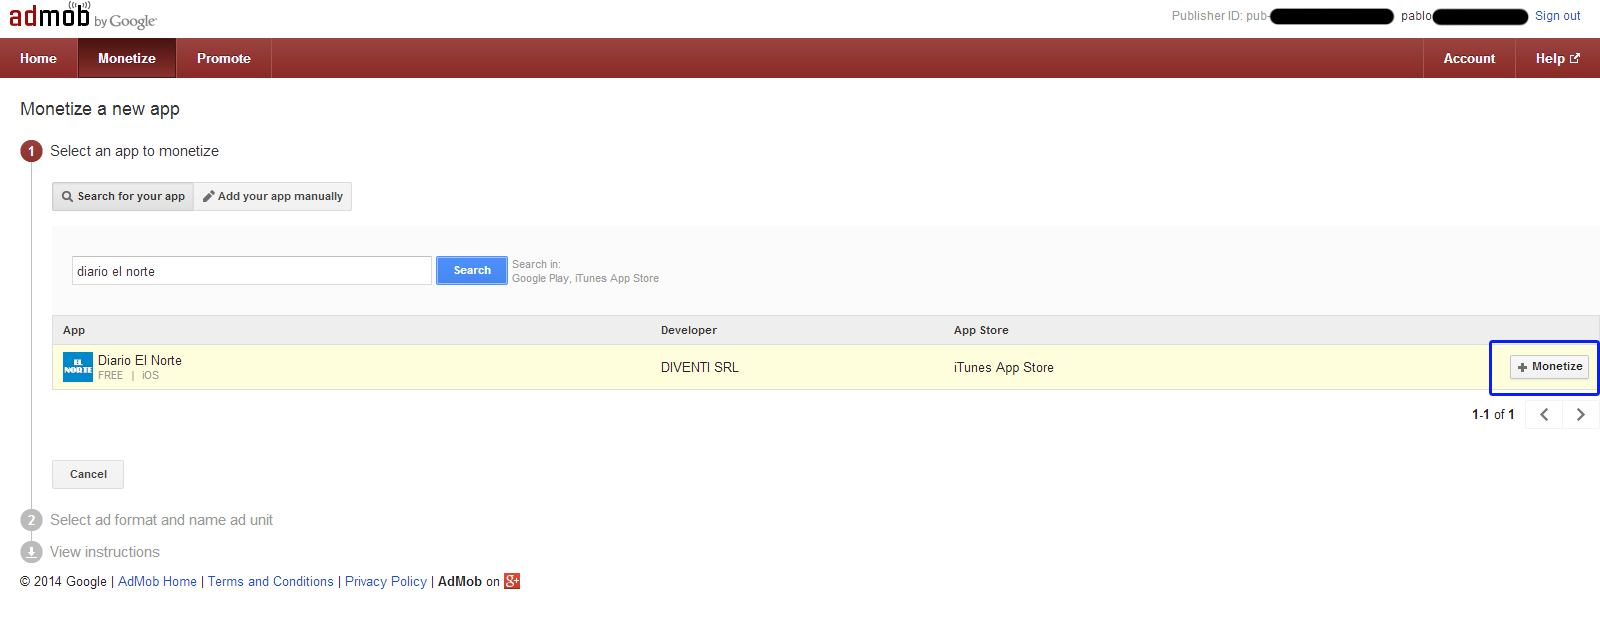 admob by Google
Publisher ID: pub- pablo Sign out
Home Monetize Promote Account Help
Monetize a new app
1 Select an app to monetize
Search for your app Add your app manually
diario el norte Search Search in:
Google Play, iTunes App Store
App Developer App Store
EL NORTE Diario El Norte DIVENTI SRL iTunes App Store + Monetize
FREE | iOS
1-1 of 1
Cancel
2 Select ad format and name ad unit
View instructions
© 2014 Google | AdMob Home | Terms and Conditions | Privacy Policy | AdMob on g+